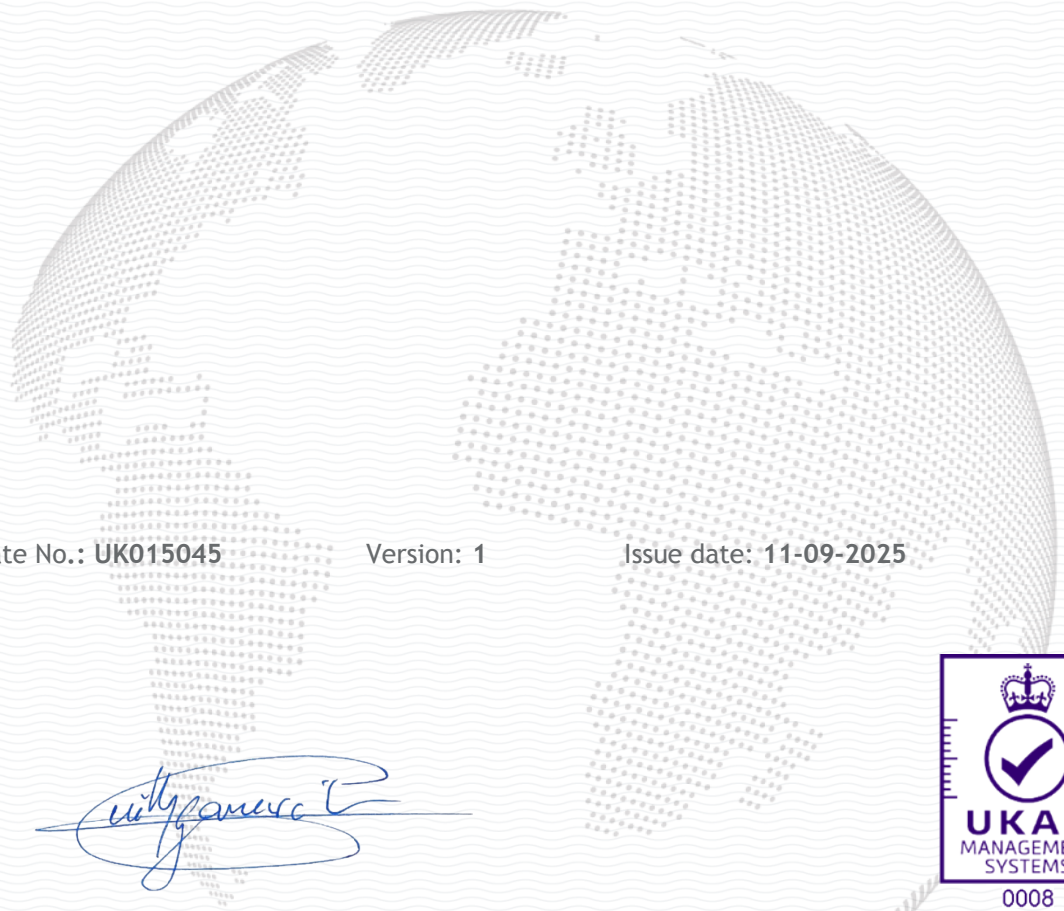 te No.: UK015045 Version: 1 Issue date: 11-09-2025
UKA
MANAGEME
SYSTEMS
0008